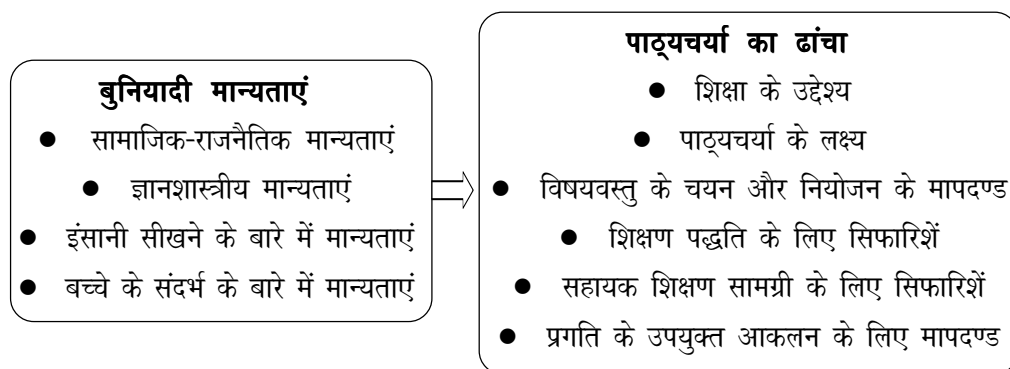 बुनियादी मान्यताएं
● सामाजिक-राजनैतिक मान्यताएं
● ज्ञानशास्त्रीय मान्यताएं
● इंसानी सीखने के बारे में मान्यताएं
● बच्चे के संदर्भ के बारे में मान्यताएं
पाठ्यचर्या का ढांचा
● शिक्षा के उद्देश्य
● पाठ्यचर्या के लक्ष्य
● विषयवस्तु के चयन और नियोजन के मापदण्ड
● शिक्षण पद्धति के लिए सिफारिशें
● सहायक शिक्षण सामग्री के लिए सिफारिशें
● प्रगति के उपयुक्त आकलन के लिए मापदण्ड